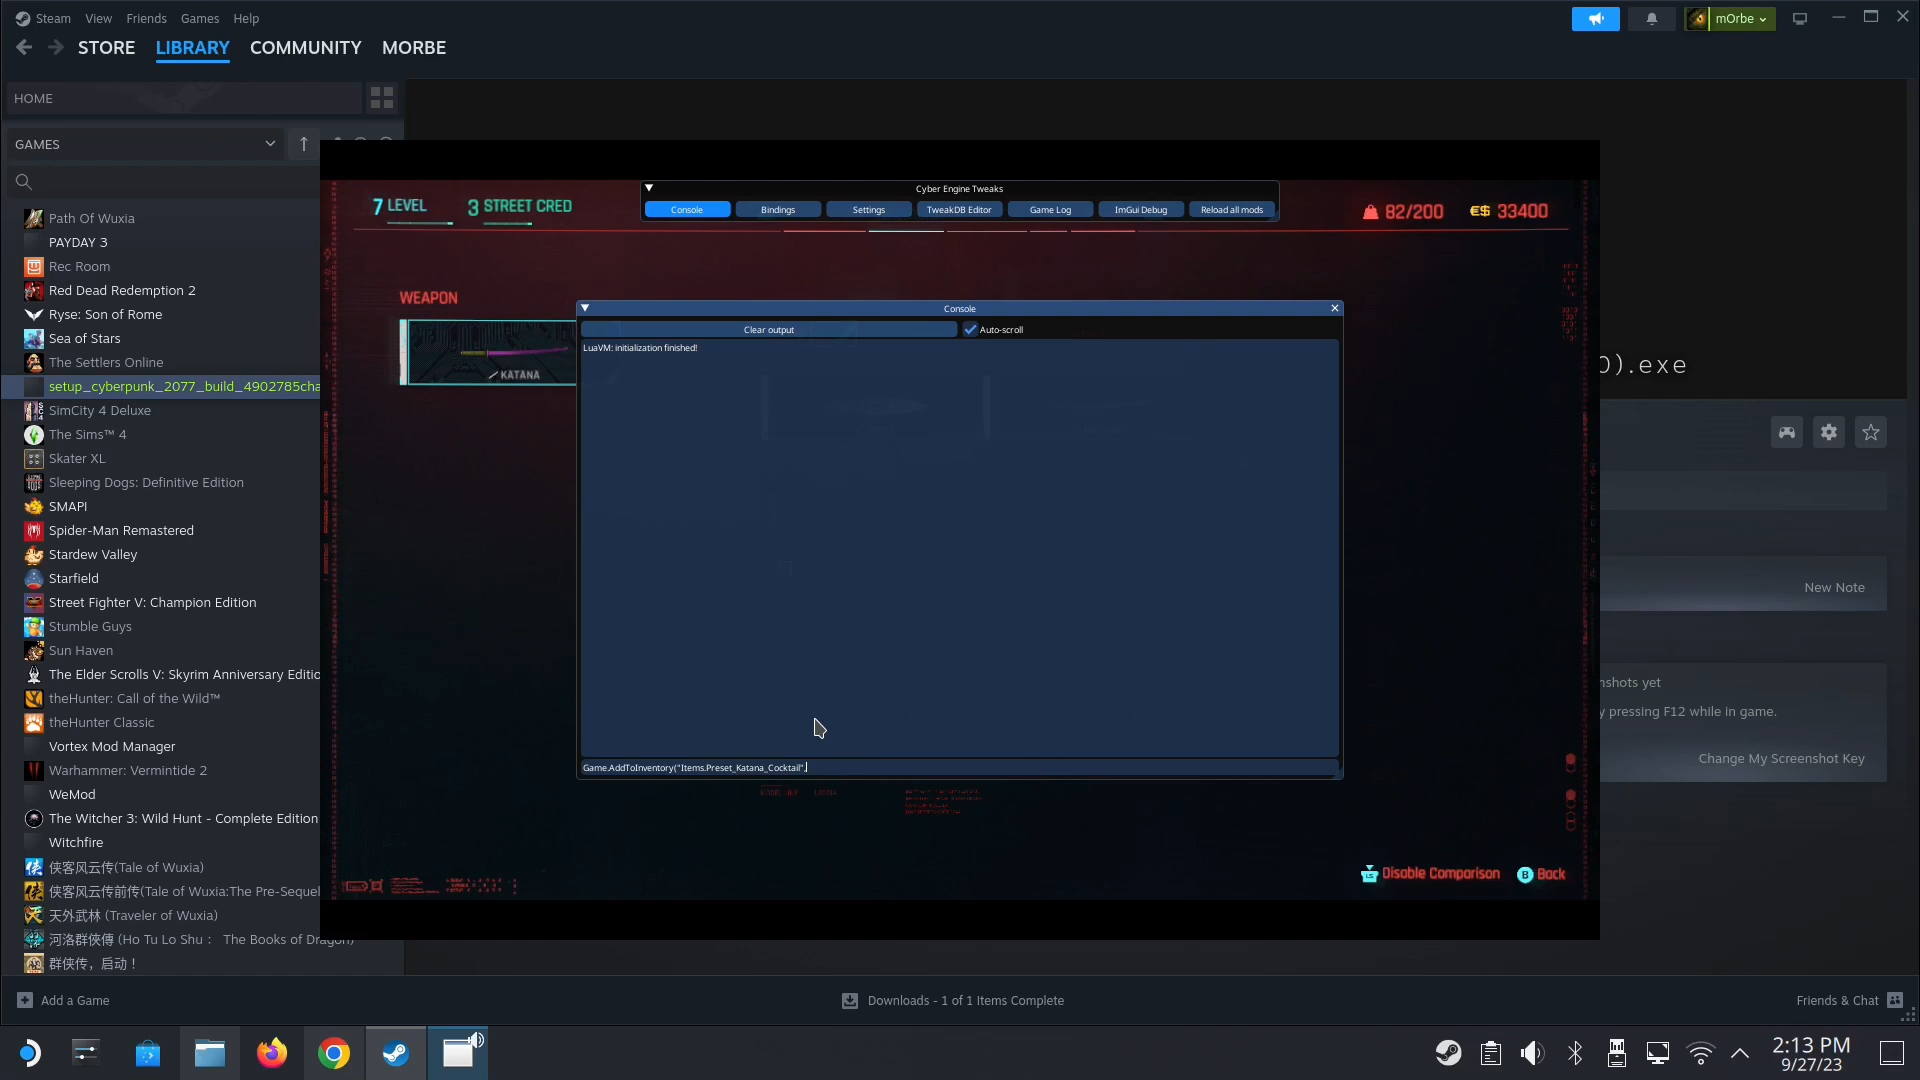 Steam View Friends Games Help
mOrbe
STORE LIBRARY COMMUNITY MORBE
HOME
GAMES
Path Of Wuxia
PAYDAY 3
Rec Room
Red Dead Redemption 2
Ryse: Son of Rome
Sea of Stars
The Settlers Online
setup_cyberpunk_2077_build_4902785cha
SimCity 4 Deluxe
The Sims™ 4
Skater XL
Sleeping Dogs: Definitive Edition
SMAPI
Spider-Man Remastered
Stardew Valley
Starfield
Street Fighter V: Champion Edition
Stumble Guys
Sun Haven
The Elder Scrolls V: Skyrim Anniversary Editio
theHunter: Call of the Wild™
theHunter Classic
Vortex Mod Manager
Warhammer: Vermintide 2
WeMod
The Witcher 3: Wild Hunt - Complete Edition
Witchfire
侠客风云传(Tale of Wuxia)
侠客风云传前传(Tale of Wuxia:The Pre-Sequel
天外武林 (Traveler of Wuxia)
河洛群俠傳 (Ho Tu Lo Shu : The Books of Dragon)
群侠传，启动！
7 LEVEL 3 STREET CRED
Cyber Engine Tweaks
Console Bindings Settings TweakDB Editor Game Log ImGui Debug Reload all mods
82/200 €$ 33400
WEAPON
KATANA
Console
Clear output Auto-scroll
LuaVM: initialization finished!
Game.AddToInventory("Items.Preset_Katana_Cocktail",
LS Disable Comparison B Back
0).exe
New Note
nshots yet
y pressing F12 while in game.
Change My Screenshot Key
Add a Game
Downloads - 1 of 1 Items Complete
Friends & Chat
2:13 PM
9/27/23